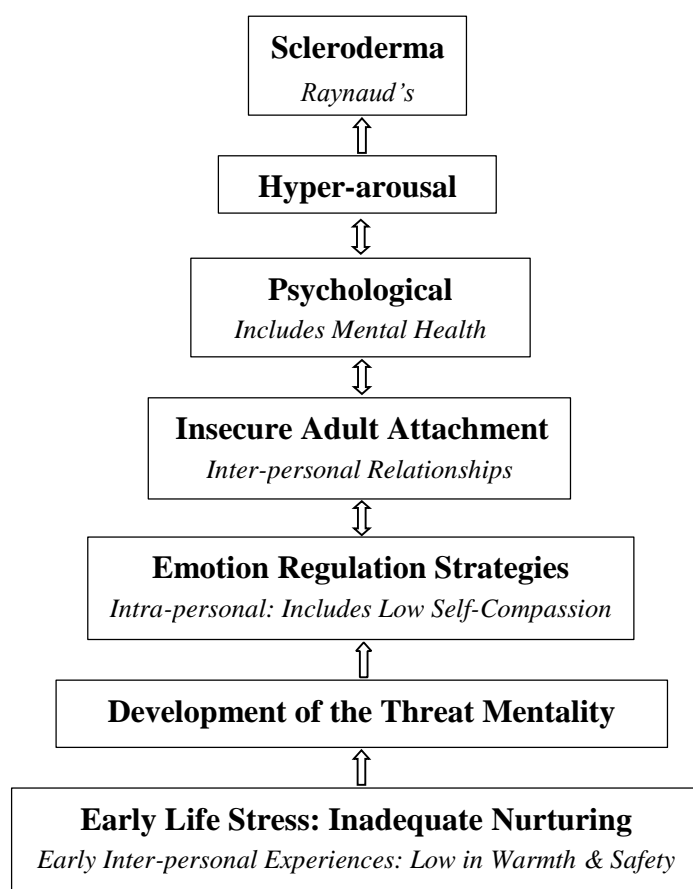 Scleroderma
Raynaud’s
Hyper-arousal
Psychological
Includes Mental Health
Insecure Adult Attachment
Inter-personal Relationships
Emotion Regulation Strategies
Intra-personal: Includes Low Self-Compassion
Development of the Threat Mentality
Early Life Stress: Inadequate Nurturing
Early Inter-personal Experiences: Low in Warmth & Safety